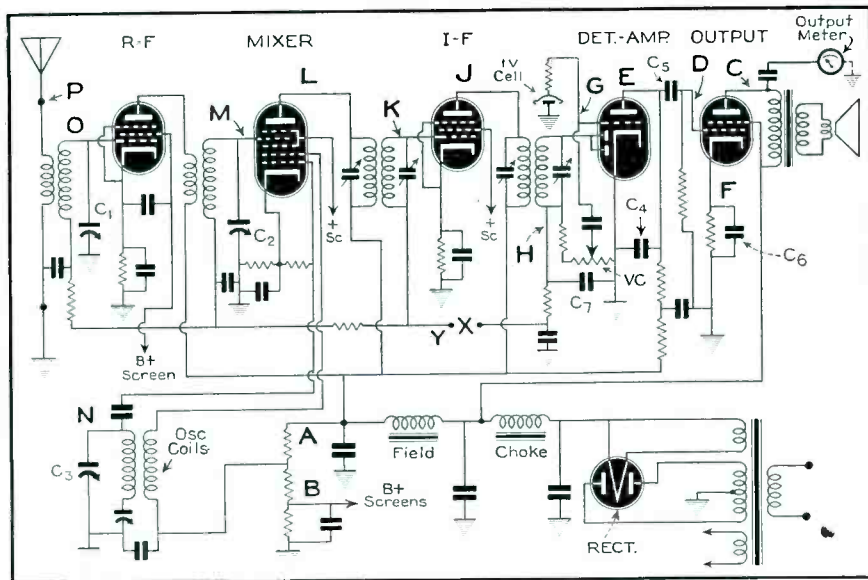 R-F MIXER I-F DET.-AMP. OUTPUT
Output
Meter
P
O
C1
M
L
C2
K
J
+
Sc
+
Sc
1V
Cell
G
E
C5
D
C
H
C4
VC
C7
F
C6
Y X
B+
Screen
N
C3
Osc
Coils
A
B
B+
Screens
Field
Choke
RECT.